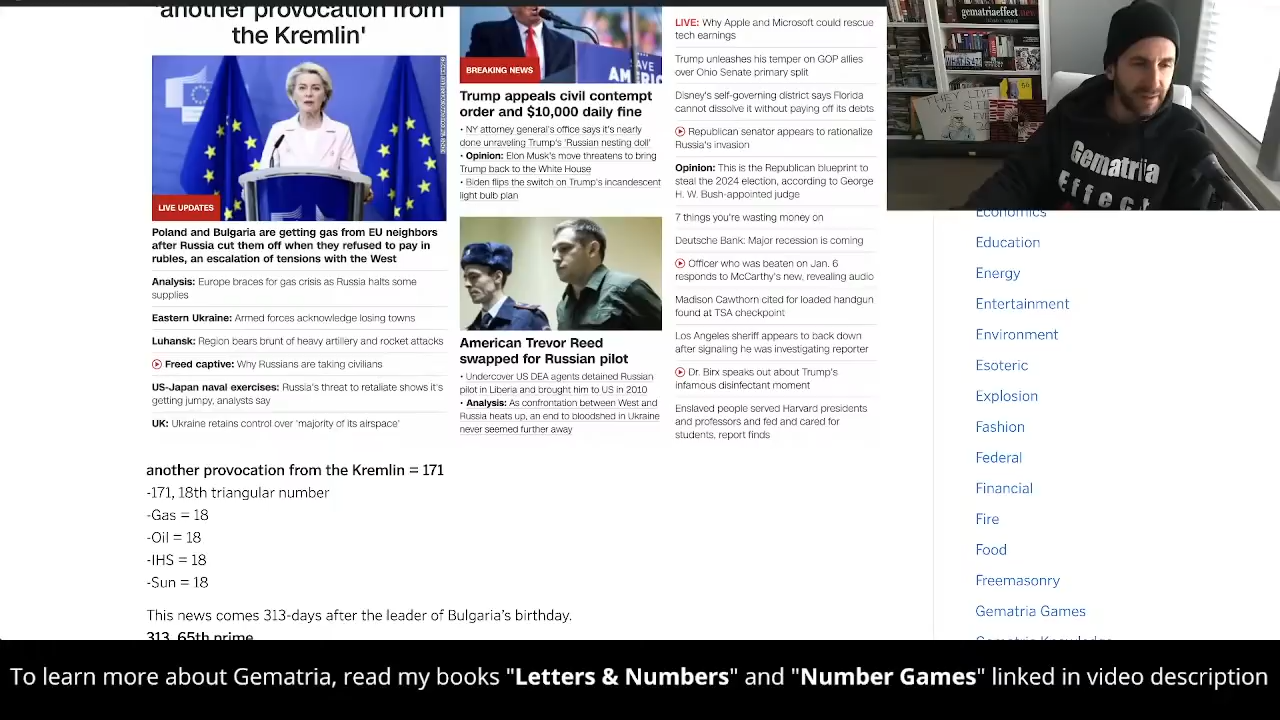 'another provocation from
the Kremlin'
LIVE UPDATES
Poland and Bulgaria are getting gas from EU neighbors
after Russia cut them off when they refused to pay in
rubles, an escalation of tensions with the West
Analysis: Europe braces for gas crisis as Russia halts some
supplies
Eastern Ukraine: Armed forces acknowledge losing towns
Luhansk: Region bears brunt of heavy artillery and rocket attacks
Freed captive: Why Russians are taking civilians
US-Japan naval exercises: Russia's threat to retaliate shows it's
getting jumpy, analysts say
UK: Ukraine retains control over 'majority of its airspace'
BREAKING NEWS
SAVE
AMERIC
Trump appeals civil contempt
order and $10,000 daily fine
• NY attorney general's office says it's nearly
done unraveling Trump's 'Russian nesting doll'
• Opinion: Elon Musk's move threatens to bring
Trump back to the White House
• Biden flips the switch on Trump's incandescent
light bulb plan
American Trevor Reed
swapped for Russian pilot
• Undercover US DEA agents detained Russian
pilot in Liberia and brought him to US in 2010
• Analysis: As confrontation between West and
Russia heats up, an end to bloodshed in Ukraine
never seemed further away
LIVE: Why Apple and Microsoft could rescue
tech earnings
Trump unleashes his temper on GOP allies
over Ohio Senate primary split
Disney's self-governing district says Florida
cannot dissolve it without paying off its debts
Republican senator appears to rationalize
Russia's invasion
Opinion: This is the Republican blueprint to
steal the 2024 election, according to George
H. W. Bush-appointed judge
7 things you're wasting money on
Deutsche Bank: Major recession is coming
Officer who was beaten on Jan. 6
responds to McCarthy's new, revealing audio
Madison Cawthorn cited for loaded handgun
found at TSA checkpoint
Los Angeles sheriff appears to back down
after signaling he was investigating reporter
Dr. Birx speaks out about Trump's
infamous disinfectant moment
Enslaved people served Harvard presidents
and professors and fed and cared for
students, report finds
gematriaeffect.news
THEY LIVE
WE SEE
Gematria
Effect
Economics
Education
Energy
Entertainment
Environment
Esoteric
Explosion
Fashion
Federal
Financial
Fire
Food
Freemasonry
Gematria Games
Gematria Knowledge
another provocation from the Kremlin = 171
-171, 18th triangular number
-Gas = 18
-Oil = 18
-IHS = 18
-Sun = 18
This news comes 313-days after the leader of Bulgaria's birthday.
313, 65th prime
To learn more about Gematria, read my books "Letters & Numbers" and "Number Games" linked in video description